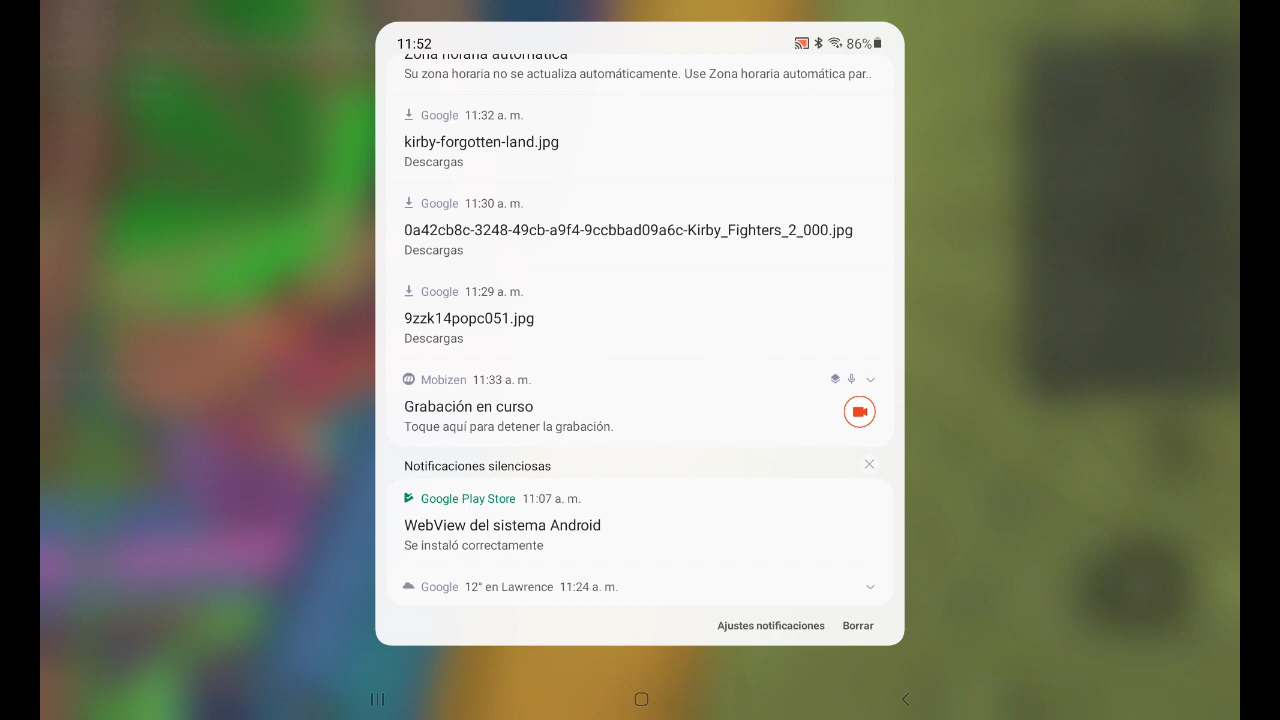 11:52
86%
Zona horaria automática
Su zona horaria no se actualiza automáticamente. Use Zona horaria automática par..
Google 11:32 a. m.
kirby-forgotten-land.jpg
Descargas
Google 11:30 a. m.
0a42cb8c-3248-49cb-a9f4-9ccbbad09a6c-Kirby_Fighters_2_000.jpg
Descargas
Google 11:29 a. m.
9zzk14popc051.jpg
Descargas
Mobizen 11:33 a. m.
Grabación en curso
Toque aquí para detener la grabación.
Notificaciones silenciosas
Google Play Store 11:07 a. m.
WebView del sistema Android
Se instaló correctamente
Google 12° en Lawrence 11:24 a. m.
Ajustes notificaciones Borrar